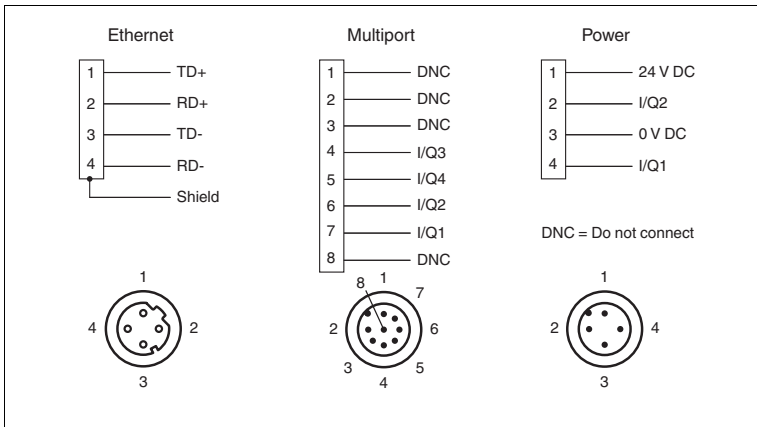 Ethernet
1 TD+
2 RD+
3 TD-
4 RD-
Shield
Multiport
1 DNC
2 DNC
3 DNC
4 I/Q3
5 I/Q4
6 I/Q2
7 I/Q1
8 DNC
Power
1 24 V DC
2 I/Q2
3 0 V DC
4 I/Q1
DNC = Do not connect
1
4 2
3
8 1 7
2 6
3 5
4
1
2 4
3